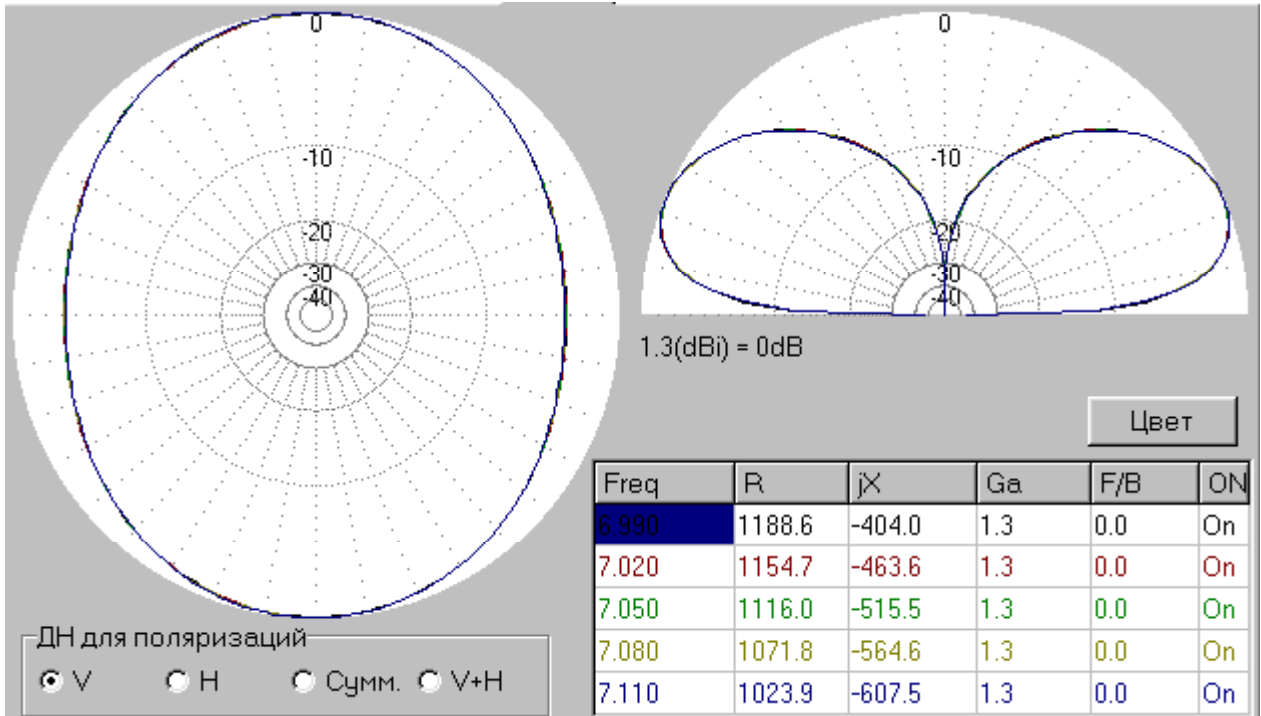 0
-10
-20
-30
-40
0
-10
-20
-30
-40
1.3(dBi) = 0dB
Цвет
Freq R jX Ga F/B ON
6.990 1188.6 -404.0 1.3 0.0 On
7.020 1154.7 -463.6 1.3 0.0 On
7.050 1116.0 -515.5 1.3 0.0 On
7.080 1071.8 -564.6 1.3 0.0 On
7.110 1023.9 -607.5 1.3 0.0 On
ДН для поляризаций
V H Сумм. V+H